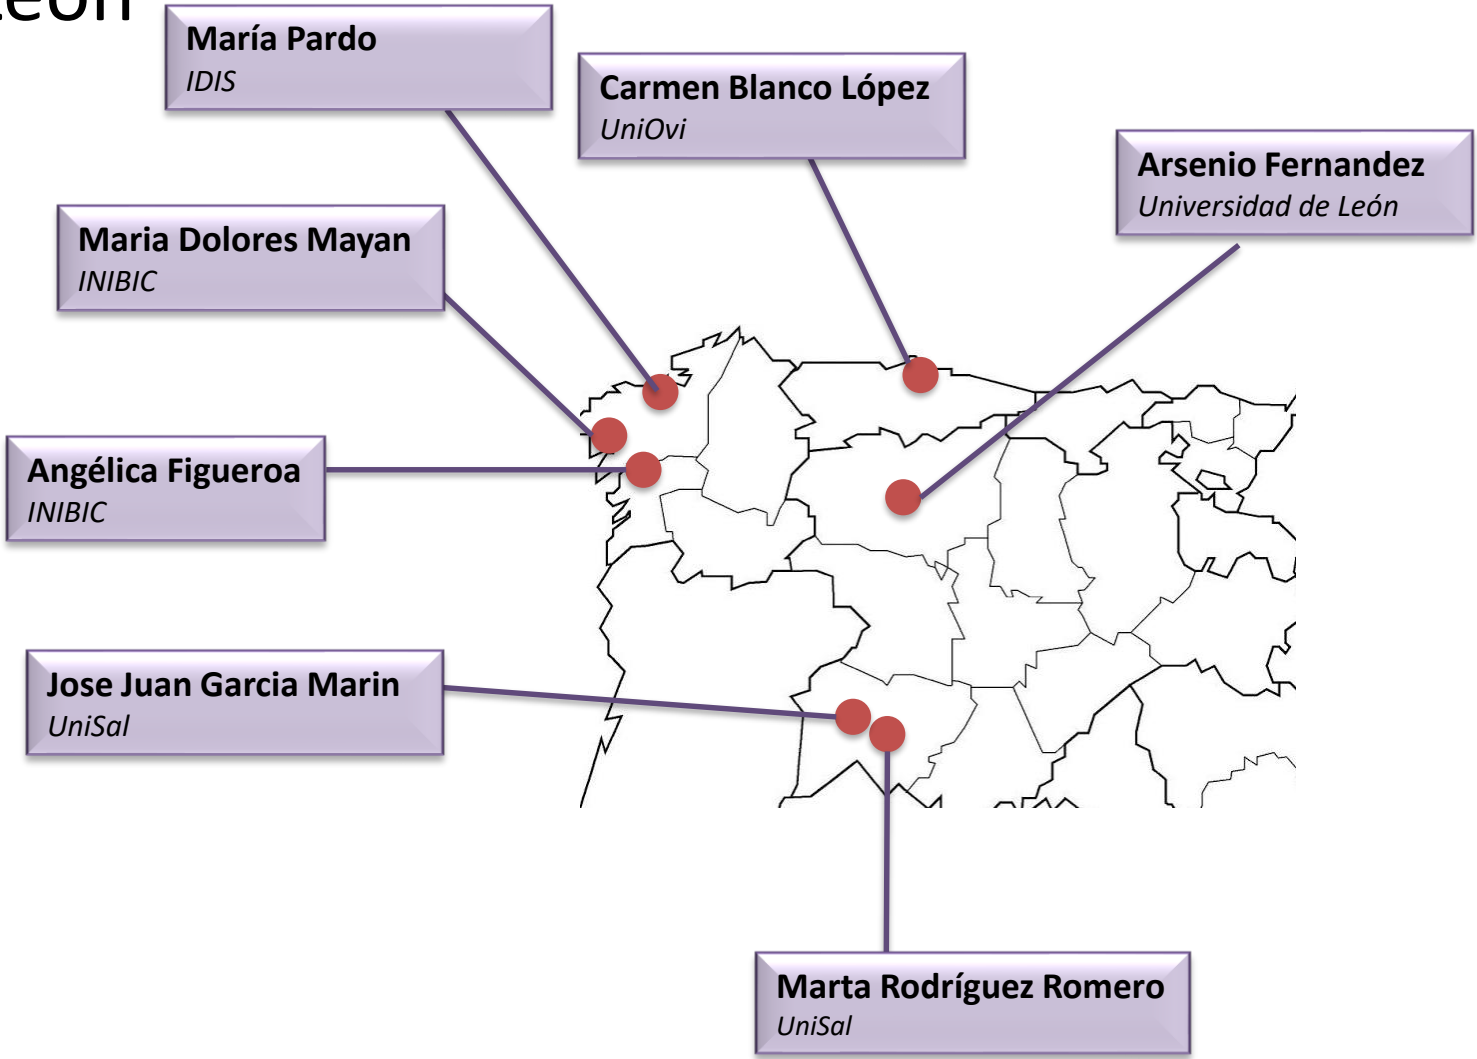 León
María Pardo
IDIS
Carmen Blanco López
UniOvi
Arsenio Fernandez
Universidad de León
Maria Dolores Mayan
INIBIC
Angélica Figueroa
INIBIC
Jose Juan Garcia Marin
UniSal
Marta Rodríguez Romero
UniSal